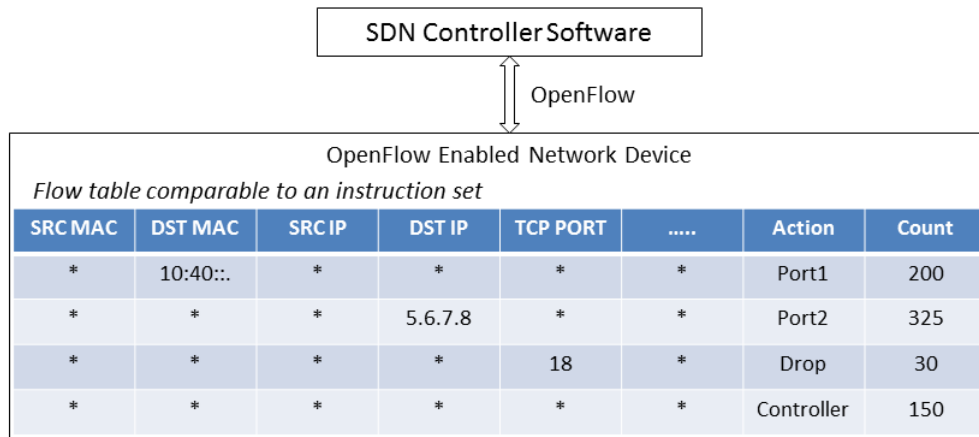 SDN Controller Software
OpenFlow
OpenFlow Enabled Network Device
Flow table comparable to an instruction set
SRC MAC DST MAC SRC IP DST IP TCP PORT ..... Action Count
* 10:40::. * * * * Port1 200
* * * 5.6.7.8 * * Port2 325
* * * * 18 * Drop 30
* * * * * * Controller 150